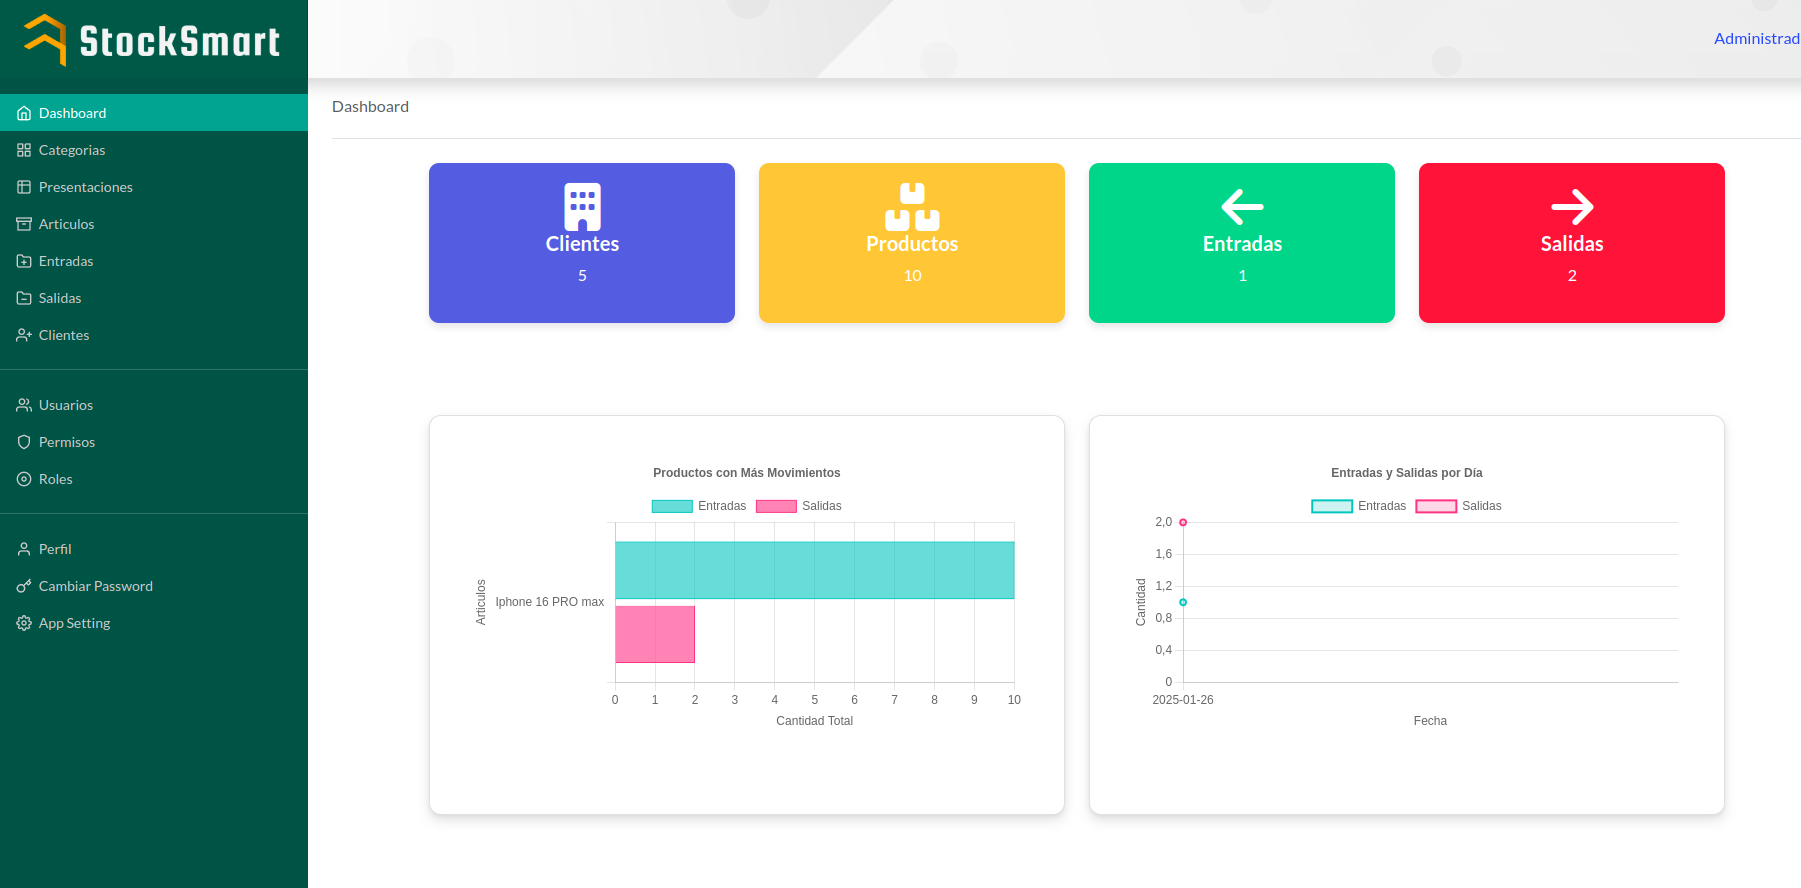 StockSmart
Administrad
Dashboard
Categorias
Presentaciones
Articulos
Entradas
Salidas
Clientes
Usuarios
Permisos
Roles
Perfil
Cambiar Password
App Setting
Dashboard
Clientes
5
Productos
10
Entradas
1
Salidas
2
Productos con Más Movimientos
Entradas Salidas
Articulos
Iphone 16 PRO max
0 1 2 3 4 5 6 7 8 9 10
Cantidad Total
Entradas y Salidas por Día
Entradas Salidas
Cantidad
2,0
1,6
1,2
0,8
0,4
0
2025-01-26
Fecha